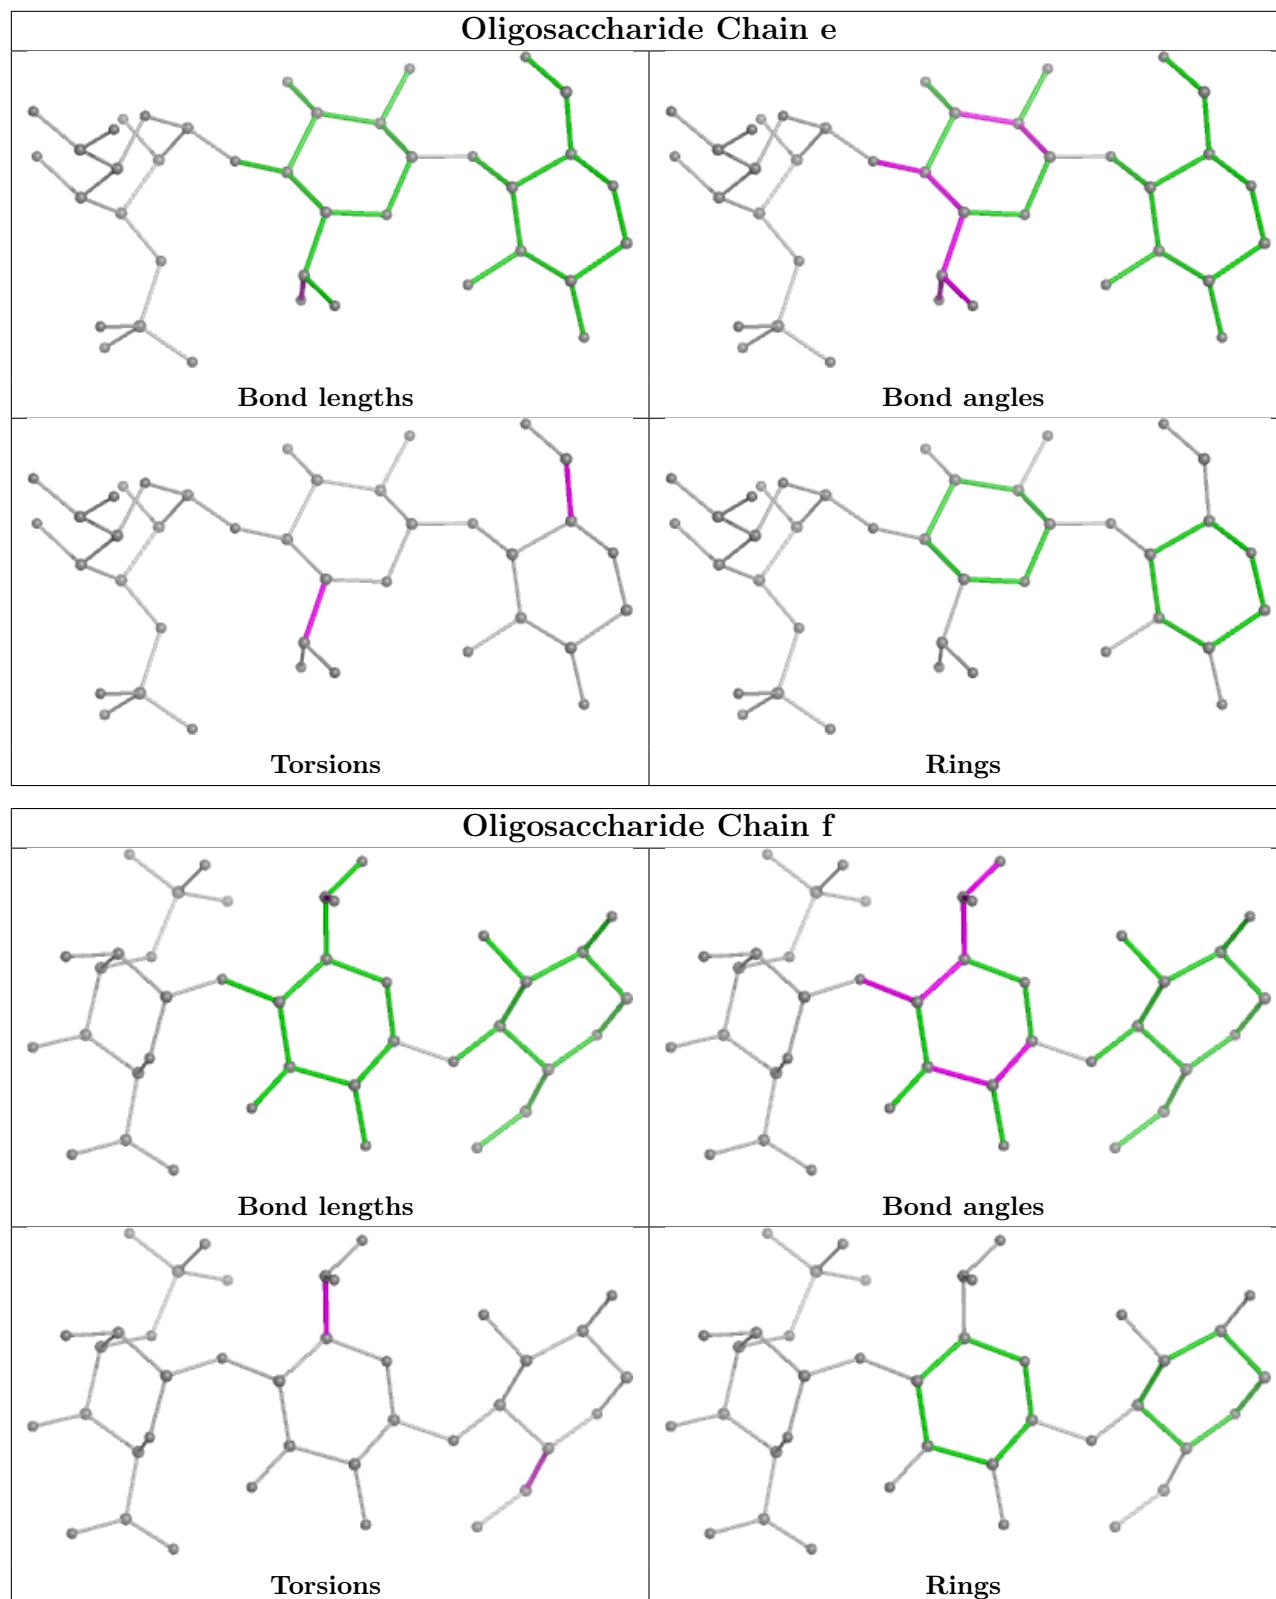 Oligosaccharide Chain e
Bond lengths
Bond angles
Torsions
Rings
Oligosaccharide Chain f
Bond lengths
Bond angles
Torsions
Rings